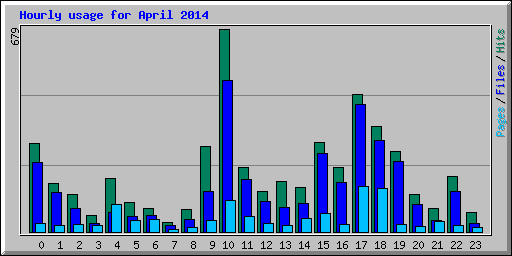 Hourly usage for April 2014
679
Pages/Files/Hits
0 1 2 3 4 5 6 7 8 9 10 11 12 13 14 15 16 17 18 19 20 21 22 23